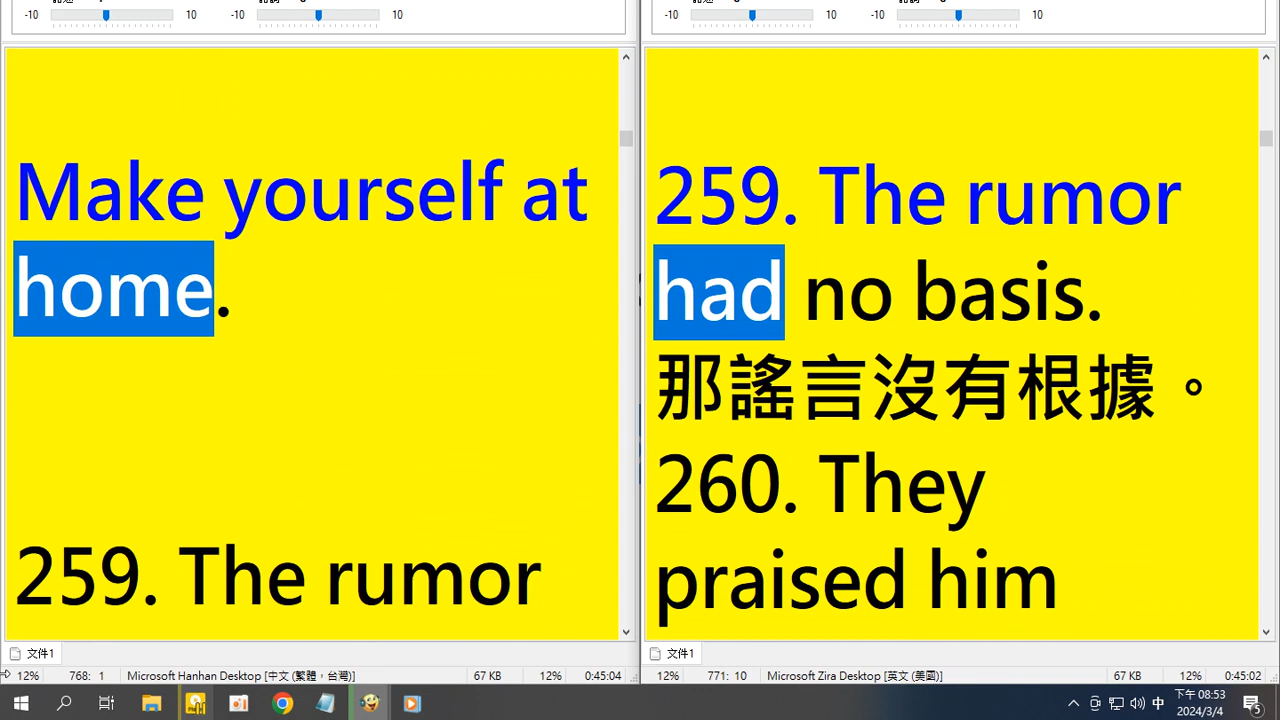 -10 10 -10 10
Make yourself at
home.
259. The rumor
文件1
12% 768: 1 Microsoft Hanhan Desktop [中文 (繁體，台灣)] 67 KB 12% 0:45:04
-10 10 -10 10
259. The rumor
had no basis.
那謠言沒有根據。
260. They
praised him
文件1
12% 771: 10 Microsoft Zira Desktop [英文 (美國)] 67 KB 12% 0:45:02
中
下午 08:53
2024/3/4
5